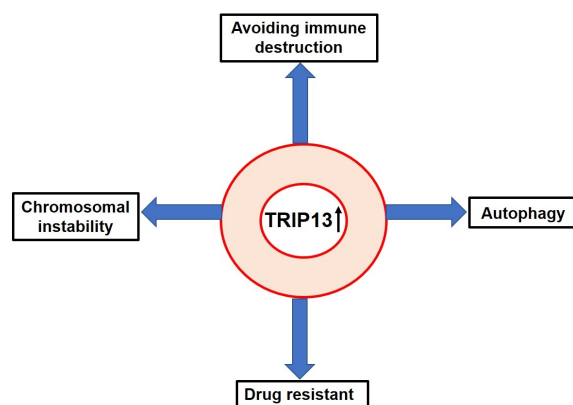 Avoiding immune
destruction
Chromosomal
instability
TRIP13↑
Autophagy
Drug resistant